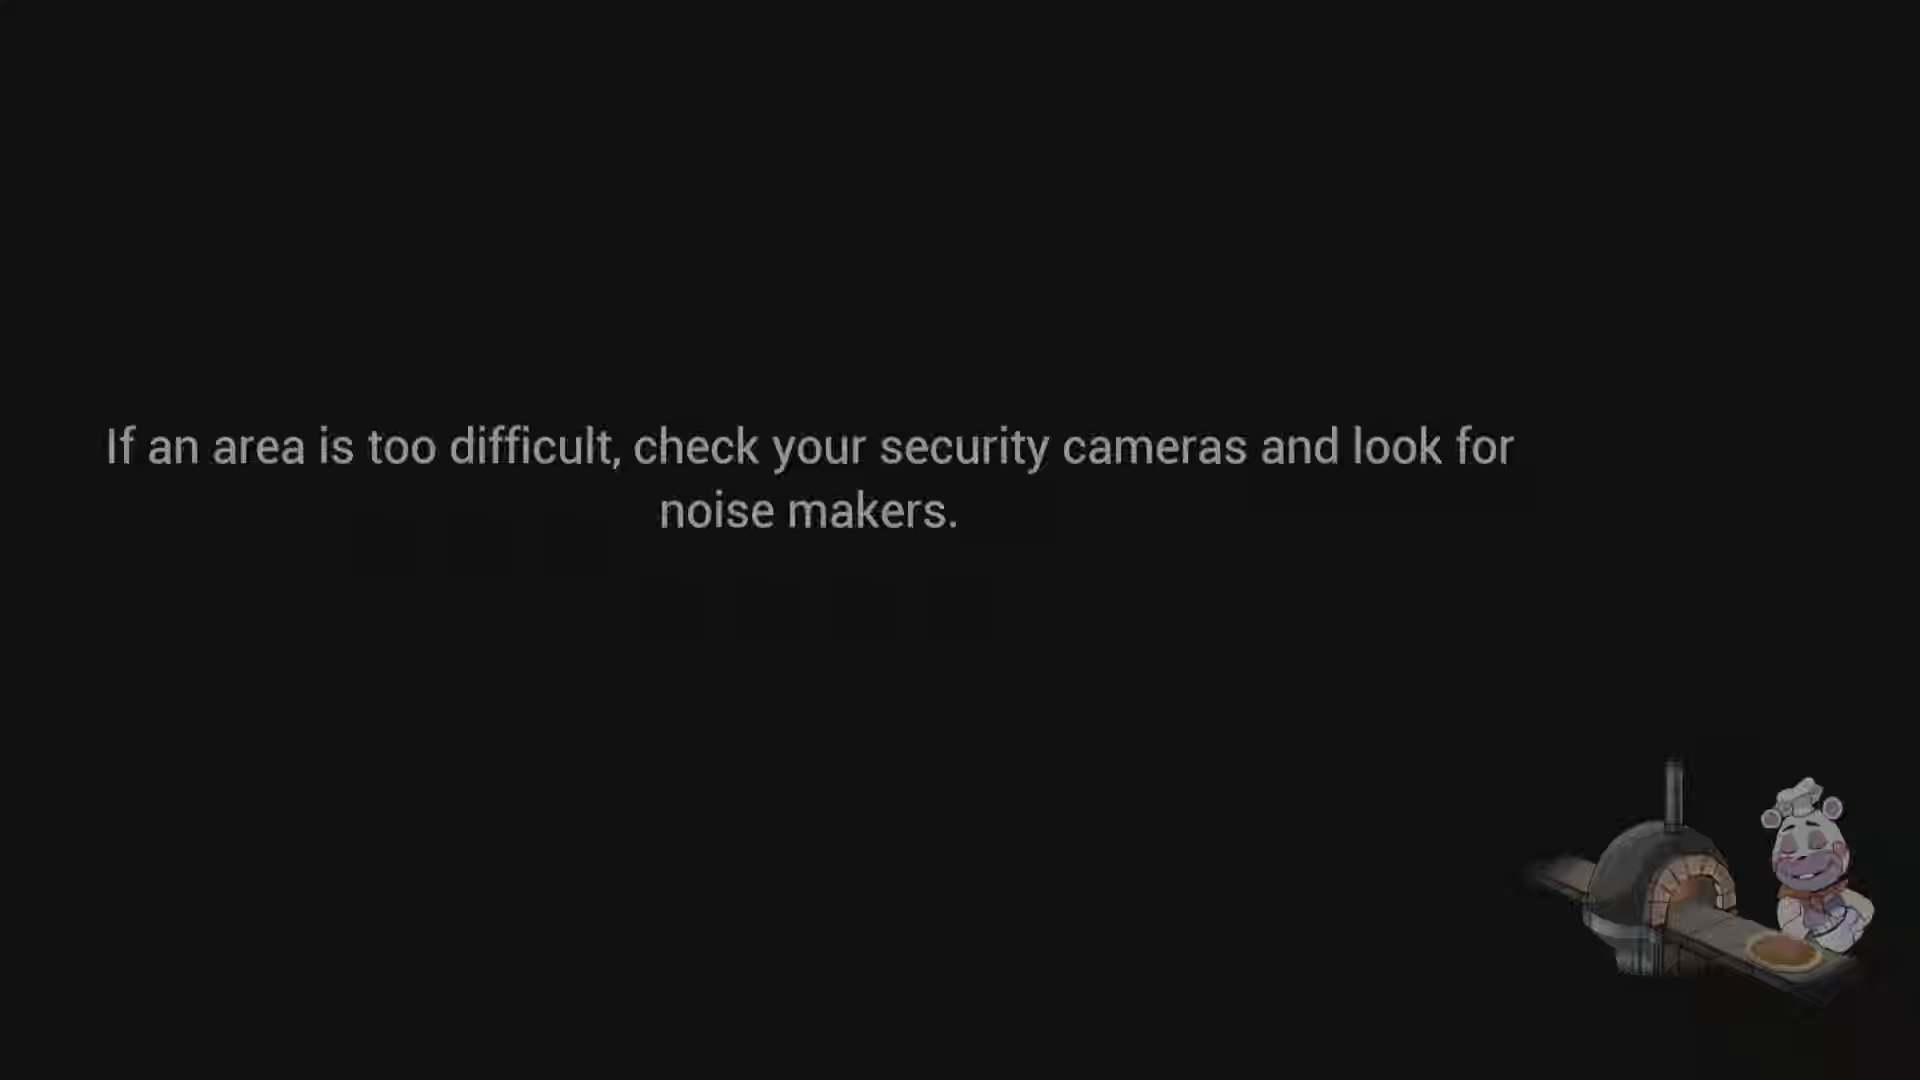 If an area is too difficult, check your security cameras and look for
noise makers.